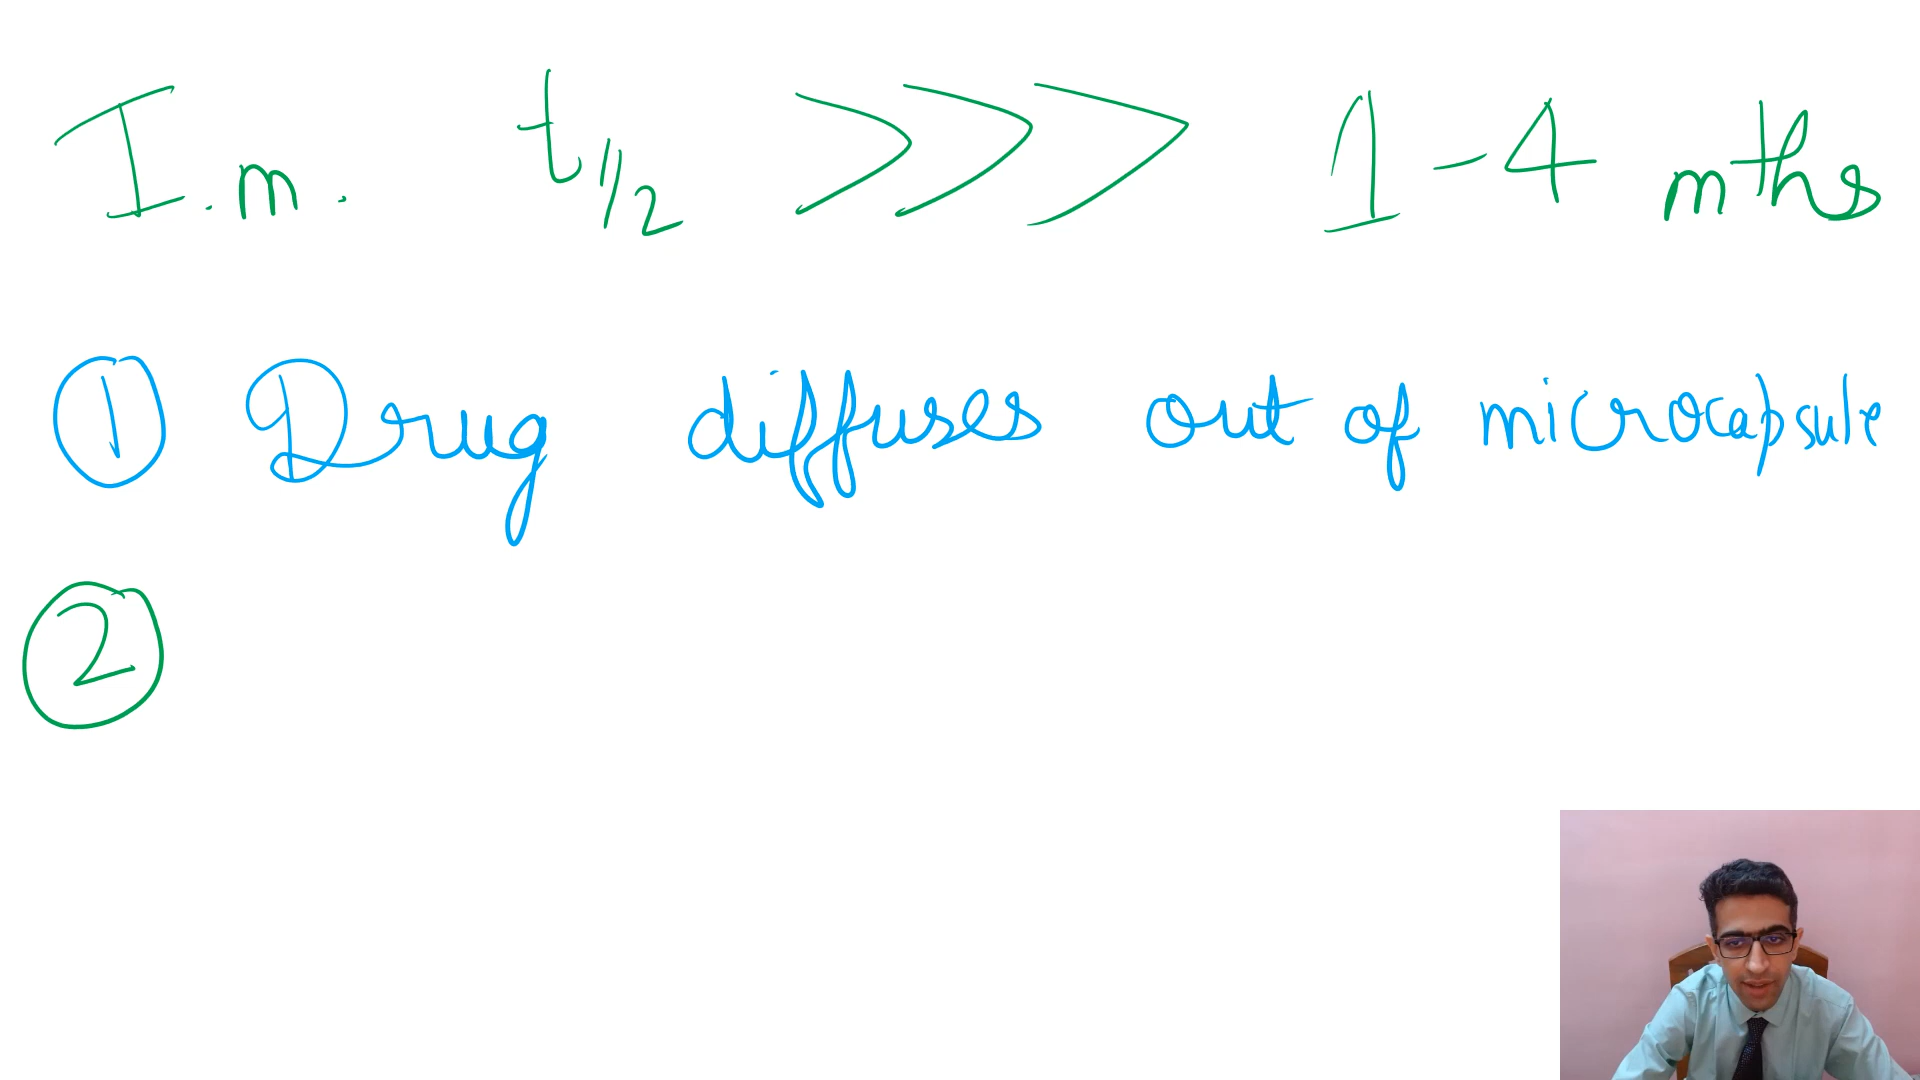 I.m. t1/2 >>> 1-4 mths
① Drug diffuses out of microcapsule
②